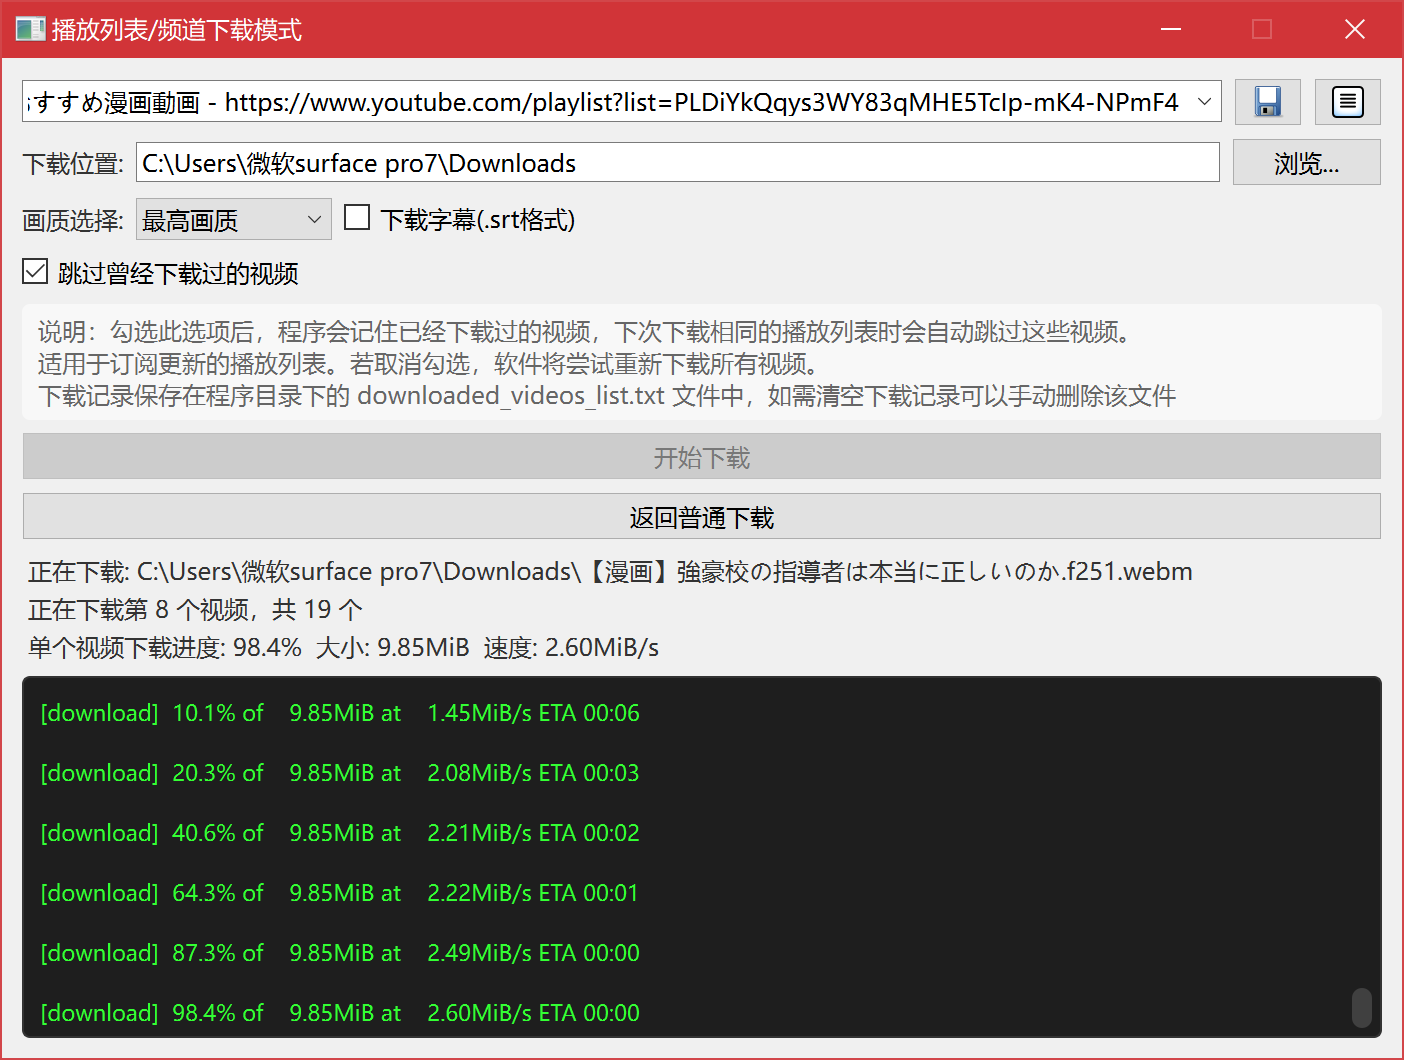 播放列表/频道下载模式
すすめ漫画動画 - https://www.youtube.com/playlist?list=PLDiYkQqys3WY83qMHE5TcIp-mK4-NPmF4
下载位置: C:\Users\微软surface pro7\Downloads 浏览...
画质选择: 最高画质 下载字幕(.srt格式)
跳过曾经下载过的视频
说明：勾选此选项后，程序会记住已经下载过的视频，下次下载相同的播放列表时会自动跳过这些视频。
适用于订阅更新的播放列表。若取消勾选，软件将尝试重新下载所有视频。
下载记录保存在程序目录下的 downloaded_videos_list.txt 文件中，如需清空下载记录可以手动删除该文件
开始下载
返回普通下载
正在下载: C:\Users\微软surface pro7\Downloads\【漫画】強豪校の指導者は本当に正しいのか.f251.webm
正在下载第 8 个视频，共 19 个
单个视频下载进度: 98.4% 大小: 9.85MiB 速度: 2.60MiB/s
[download] 10.1% of 9.85MiB at 1.45MiB/s ETA 00:06
[download] 20.3% of 9.85MiB at 2.08MiB/s ETA 00:03
[download] 40.6% of 9.85MiB at 2.21MiB/s ETA 00:02
[download] 64.3% of 9.85MiB at 2.22MiB/s ETA 00:01
[download] 87.3% of 9.85MiB at 2.49MiB/s ETA 00:00
[download] 98.4% of 9.85MiB at 2.60MiB/s ETA 00:00